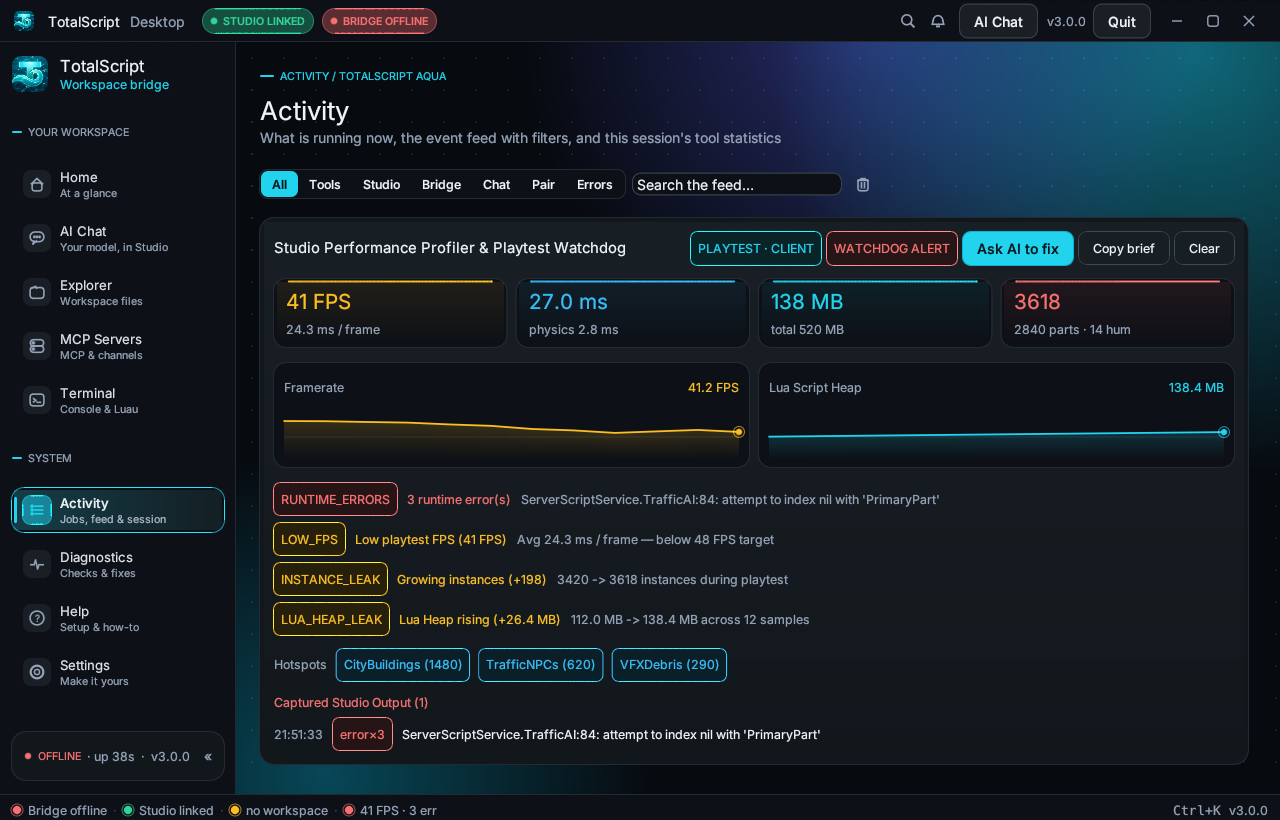 TotalScript Desktop STUDIO LINKED BRIDGE OFFLINE AI Chat v3.0.0 Quit
TotalScript
Workspace bridge
YOUR WORKSPACE
Home
At a glance
AI Chat
Your model, in Studio
Explorer
Workspace files
MCP Servers
MCP & channels
Terminal
Console & Luau
SYSTEM
Activity
Jobs, feed & session
Diagnostics
Checks & fixes
Help
Setup & how-to
Settings
Make it yours
OFFLINE · up 38s · v3.0.0 «
ACTIVITY / TOTALSCRIPT AQUA
Activity
What is running now, the event feed with filters, and this session's tool statistics
All Tools Studio Bridge Chat Pair Errors Search the feed...
Studio Performance Profiler & Playtest Watchdog PLAYTEST · CLIENT WATCHDOG ALERT Ask AI to fix Copy brief Clear
41 FPS 27.0 ms 138 MB 3618
24.3 ms / frame physics 2.8 ms total 520 MB 2840 parts · 14 hum
Framerate 41.2 FPS Lua Script Heap 138.4 MB
RUNTIME_ERRORS 3 runtime error(s) ServerScriptService.TrafficAI:84: attempt to index nil with 'PrimaryPart'
LOW_FPS Low playtest FPS (41 FPS) Avg 24.3 ms / frame — below 48 FPS target
INSTANCE_LEAK Growing instances (+198) 3420 -> 3618 instances during playtest
LUA_HEAP_LEAK Lua Heap rising (+26.4 MB) 112.0 MB -> 138.4 MB across 12 samples
Hotspots CityBuildings (1480) TrafficNPCs (620) VFXDebris (290)
Captured Studio Output (1)
21:51:33 error×3 ServerScriptService.TrafficAI:84: attempt to index nil with 'PrimaryPart'
Bridge offline · Studio linked · no workspace · 41 FPS · 3 err Ctrl+K v3.0.0